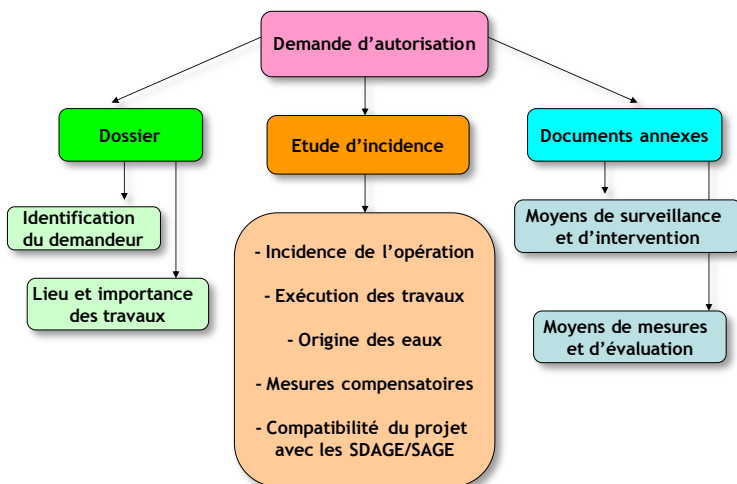 Demande d’autorisation
Dossier
Etude d’incidence
Documents annexes
Identification
du demandeur
Lieu et importance
des travaux
- Incidence de l’opération
- Exécution des travaux
- Origine des eaux
- Mesures compensatoires
- Compatibilité du projet
avec les SDAGE/SAGE
Moyens de surveillance
et d’intervention
Moyens de mesures
et d’évaluation